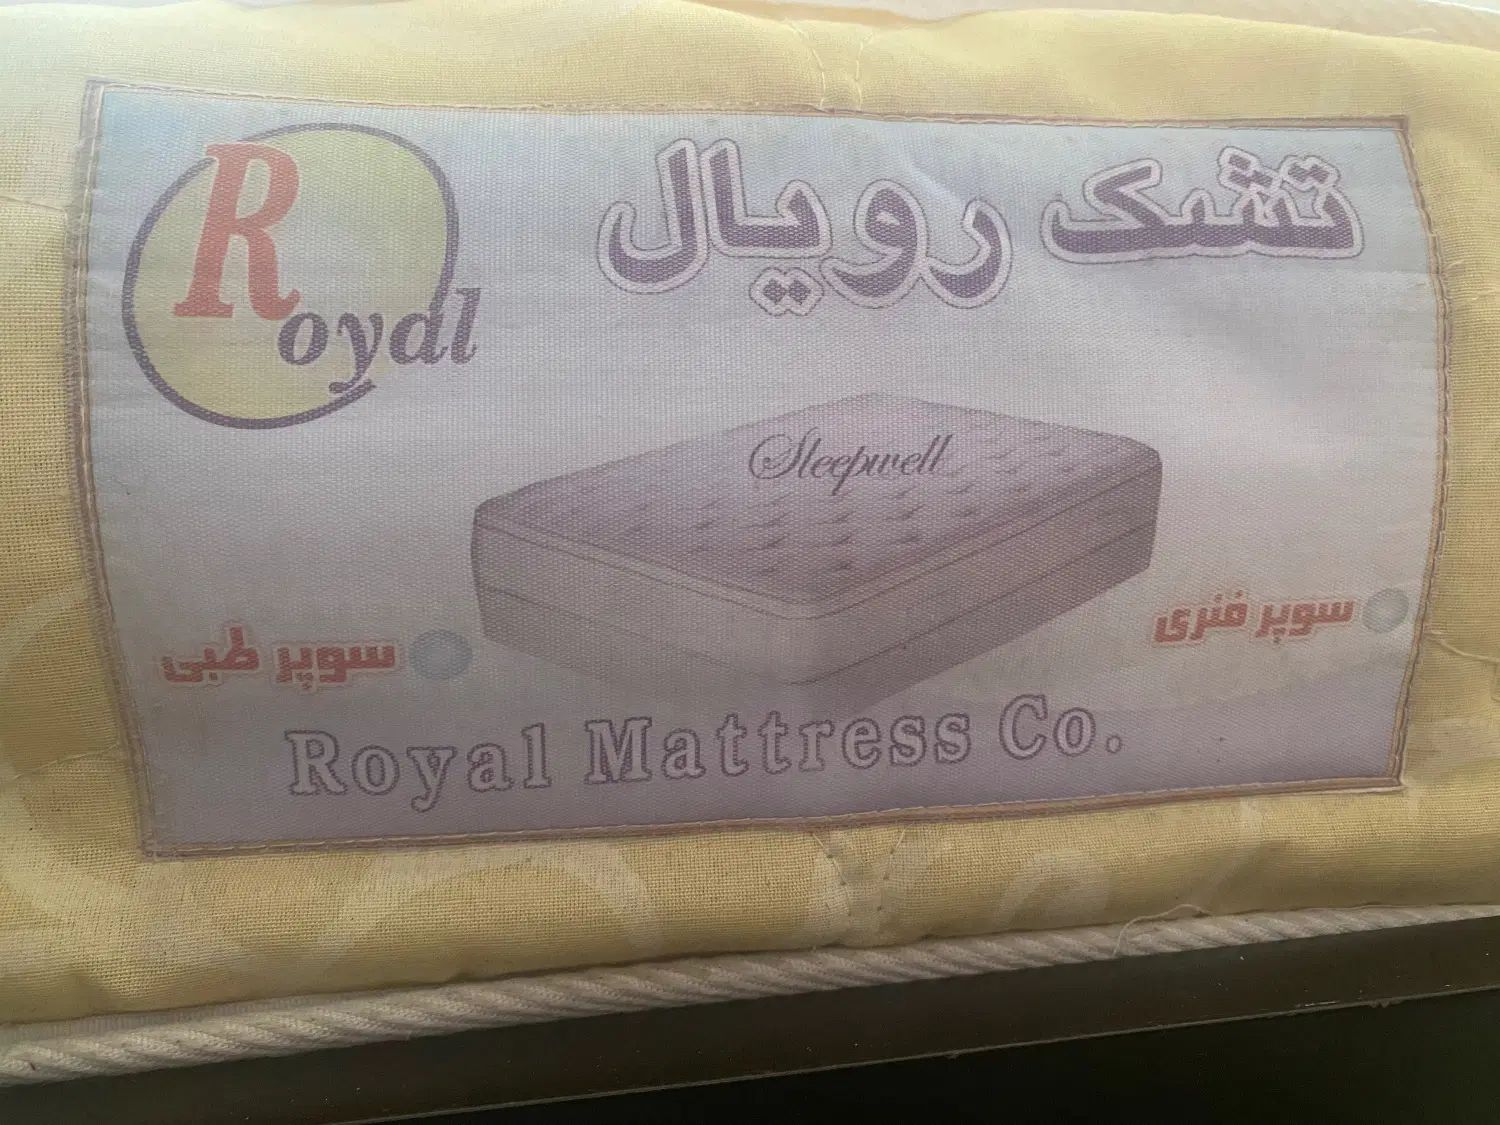 تشک رویال
Royal
Sleepwell
سوپر فنری
سوپر طبی
Royal Mattress Co.